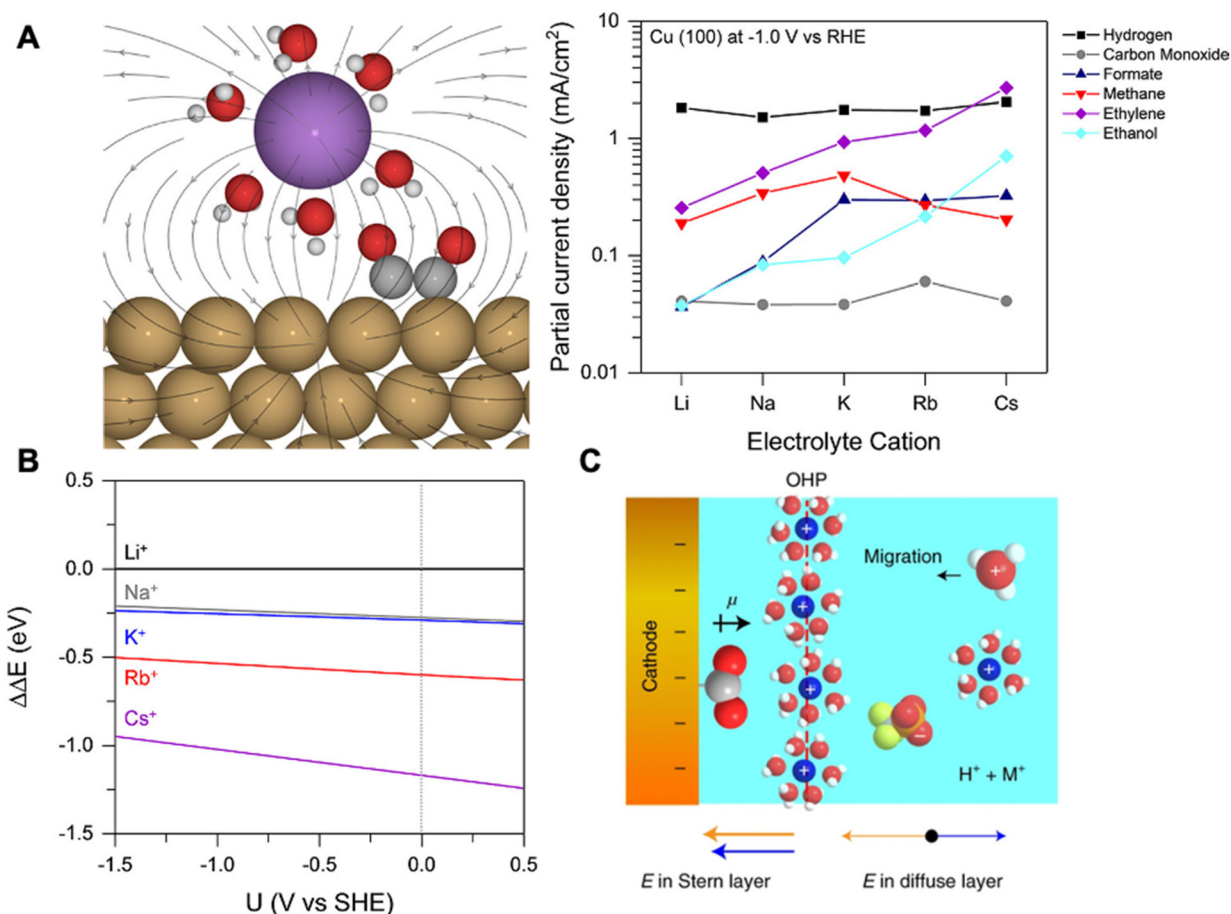 A
Cu (100) at -1.0 V vs RHE
Partial current density (mA/cm²)
10
1
0.1
0.01
Li
Na
K
Rb
Cs
Electrolyte Cation
Hydrogen
Carbon Monoxide
Formate
Methane
Ethylene
Ethanol
B
ΔΔE (eV)
0.5
0.0
-0.5
-1.0
-1.5
Li⁺
Na⁺
K⁺
Rb⁺
Cs⁺
-1.5
-1.0
-0.5
0.0
0.5
U (V vs SHE)
C
OHP
Cathode
− − − − − −
μ
+
+
+
+
Migration
+
+
−
H⁺ + M⁺
E in Stern layer
E in diffuse layer